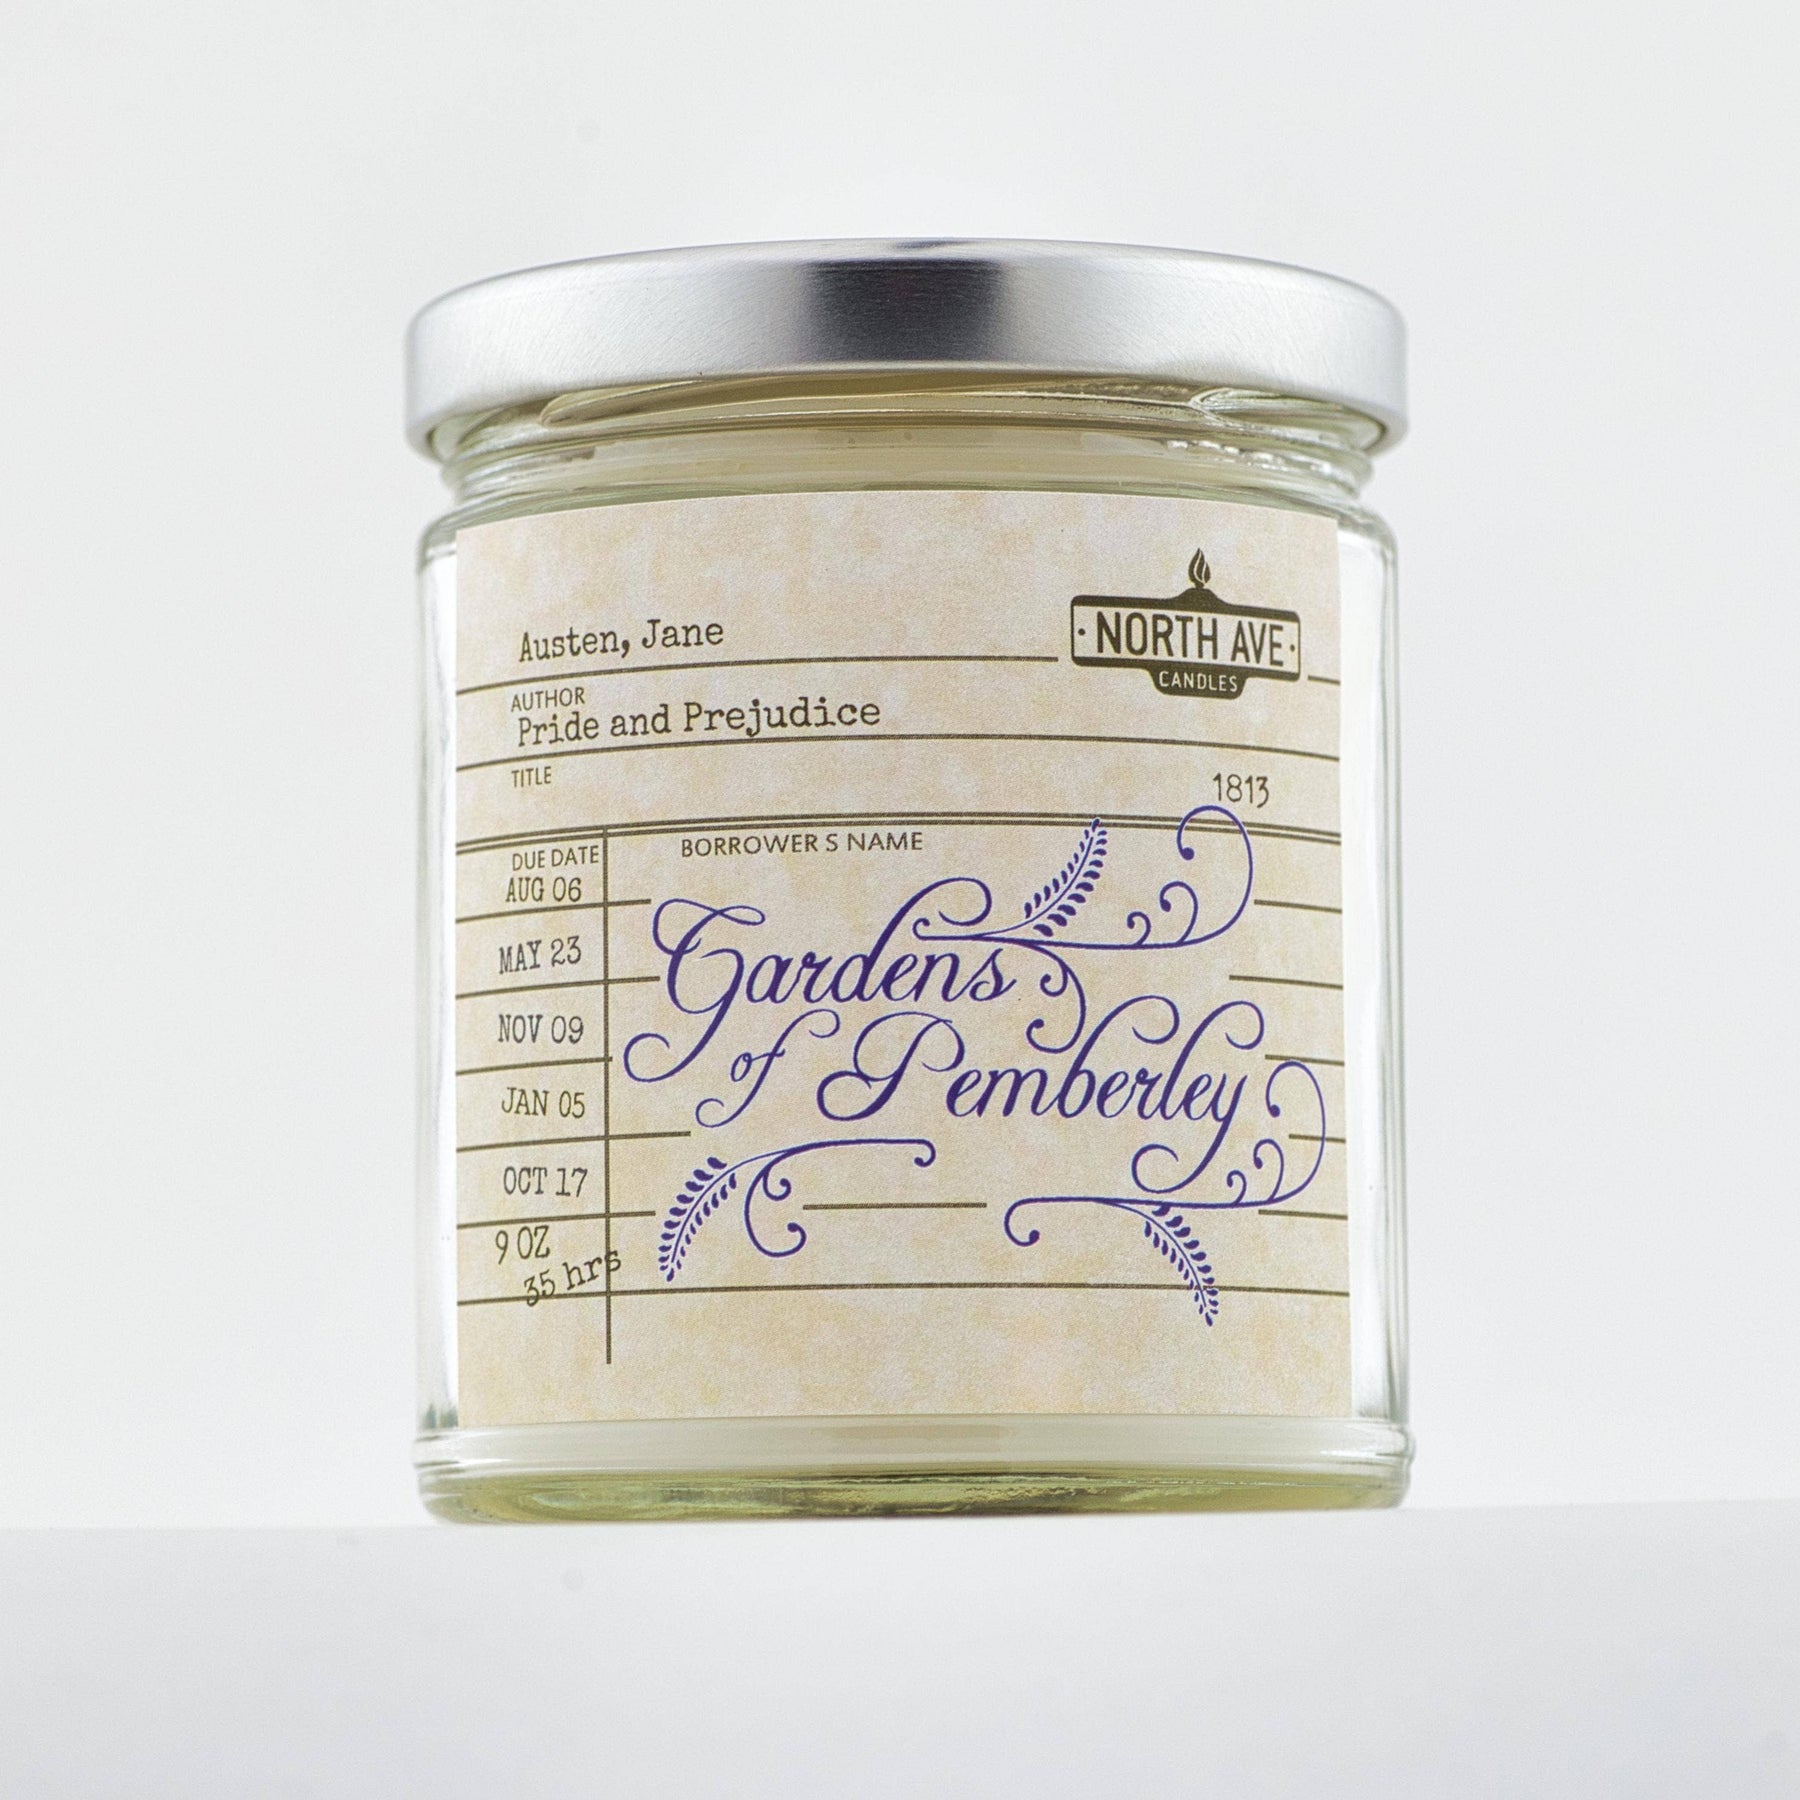 Austen, Jane
· NORTH AVE ·
CANDLES
AUTHOR
Pride and Prejudice
TITLE
1813
DUE DATE
BORROWER S NAME
AUG 06
MAY 23
NOV 09
JAN 05
OCT 17
9 OZ
35 hrs
Gardens
of Pemberley